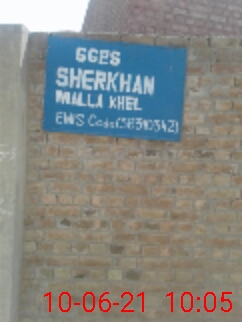 GGPS
SHERKHAN
MALLA KHEL
EMIS Code(38310342)
10-06-21 10:05